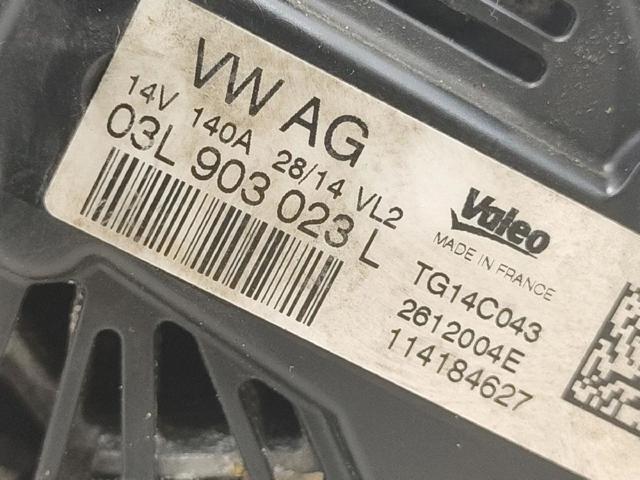 VW AG
14V 140A 28/14 VL2
03L 903 023 L
Valeo
MADE IN FRANCE
TG14C043
2612004E
114184627